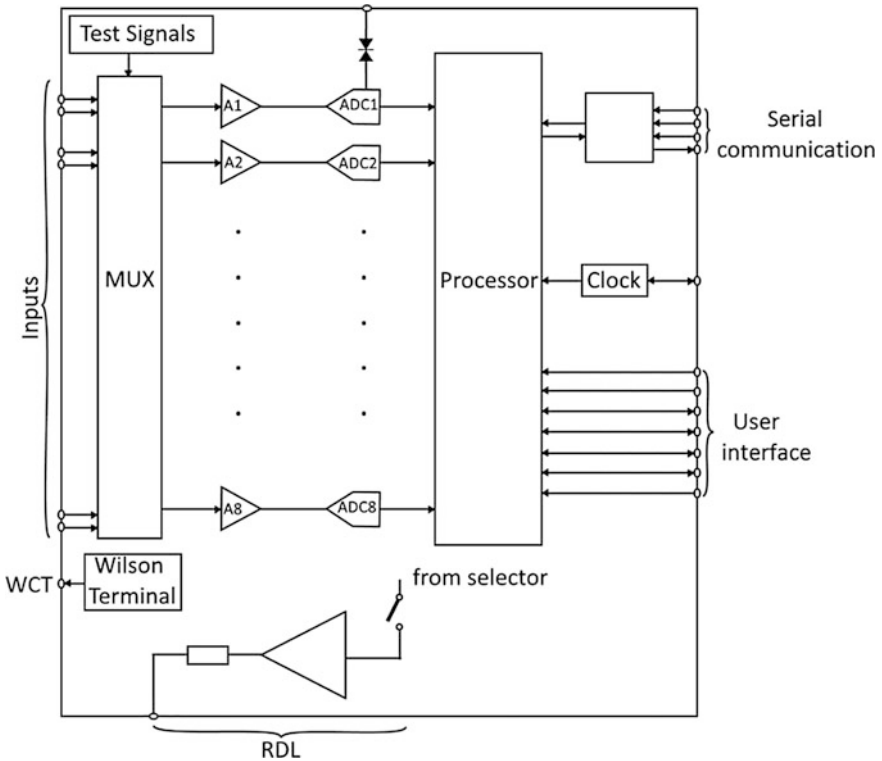 Test Signals
Inputs
MUX
A1
ADC1
A2
ADC2
A8
ADC8
Processor
Serial
communication
Clock
User
interface
WCT
Wilson
Terminal
from selector
RDL